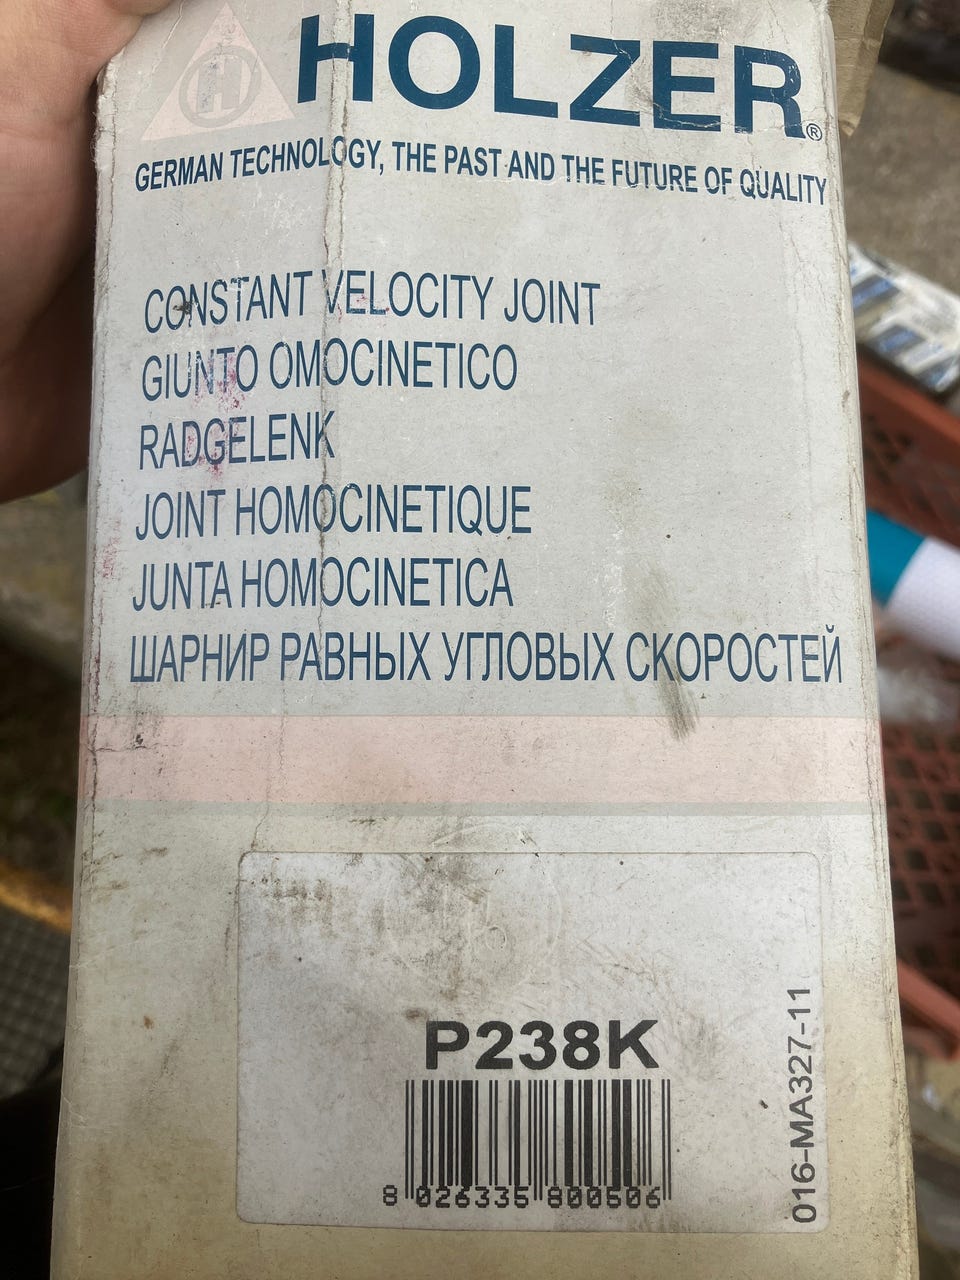 H
HOLZER®
GERMAN TECHNOLOGY, THE PAST AND THE FUTURE OF QUALITY
CONSTANT VELOCITY JOINT
GIUNTO OMOCINETICO
RADGELENK
JOINT HOMOCINETIQUE
JUNTA HOMOCINETICA
ШАРНИР РАВНЫХ УГЛОВЫХ СКОРОСТЕЙ
P238K
8 026335 800506
016-MA327-11